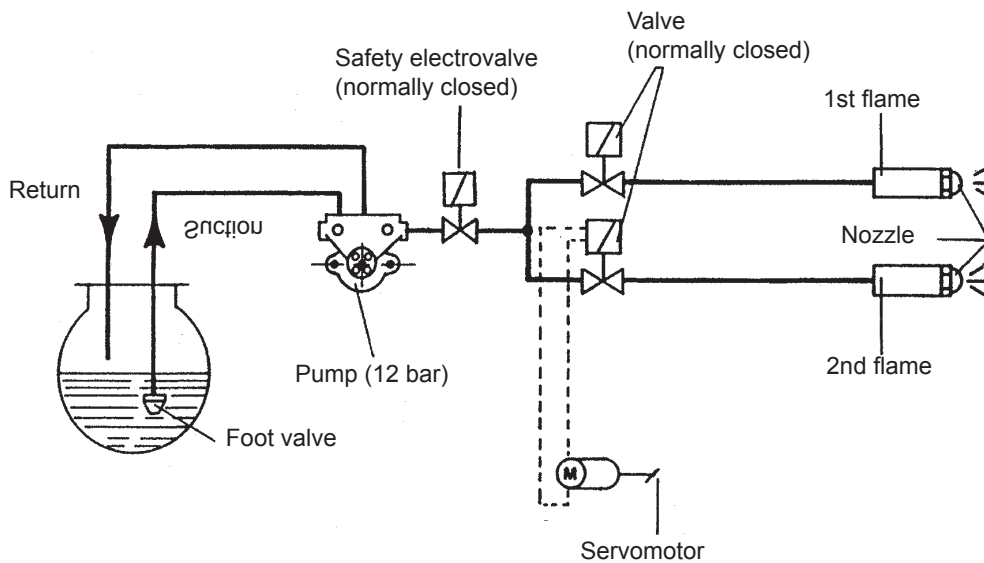 Valve
(normally closed)
Safety electrovalve
(normally closed)
1st flame
Return
Suction
Nozzle
Pump (12 bar)
2nd flame
Foot valve
M
Servomotor